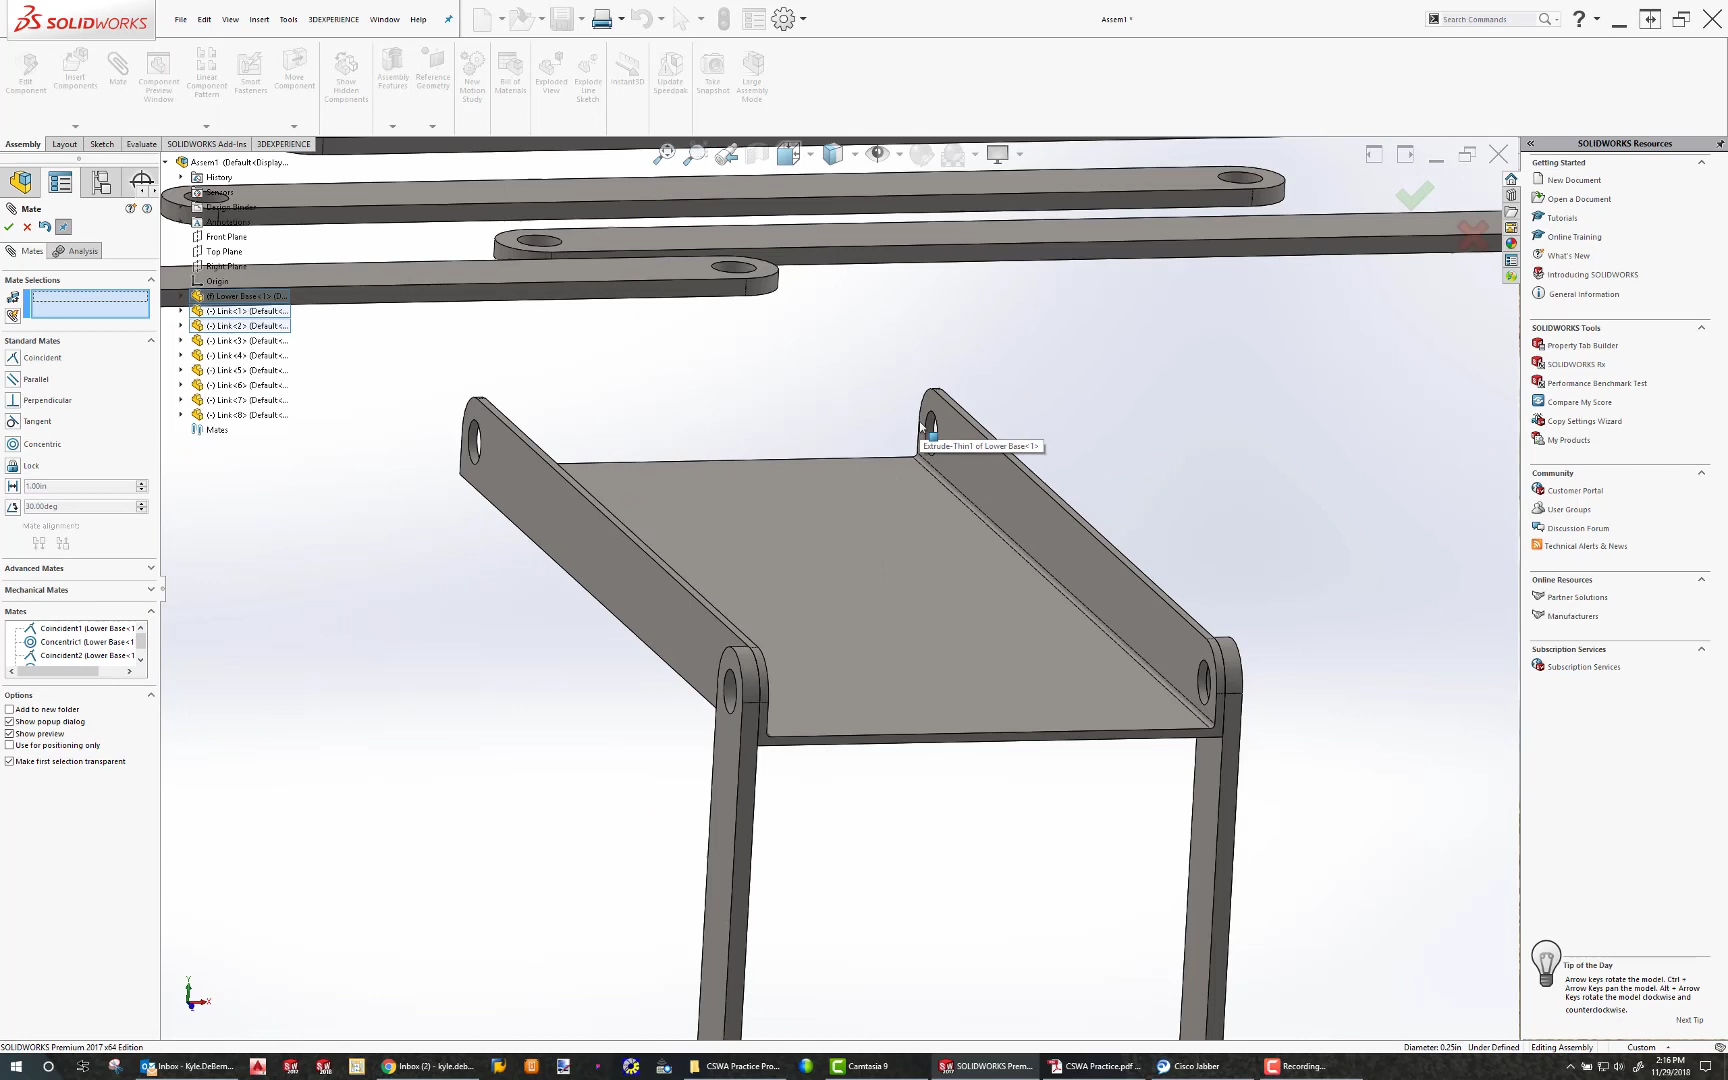 SOLIDWORKS
File Edit View Insert Tools 3DEXPERIENCE Window Help
Assem1 *
Search Commands
Edit Component
Insert Components
Mate
Component Preview Window
Linear Component Pattern
Smart Fasteners
Move Component
Show Hidden Components
Assembly Features
Reference Geometry
New Motion Study
Bill of Materials
Exploded View
Explode Line Sketch
Instant3D
Update Speedpak
Take Snapshot
Large Assembly Mode
Assembly Layout Sketch Evaluate SOLIDWORKS Add-Ins 3DEXPERIENCE
Mate
Mates Analysis
Mate Selections
Standard Mates
Coincident
Parallel
Perpendicular
Tangent
Concentric
Lock
1.00in
30.00deg
Mate alignment:
Advanced Mates
Mechanical Mates
Mates
Coincident1 (Lower Base<1
Concentric1 (Lower Base<1
Coincident2 (Lower Base<1
Options
Add to new folder
Show popup dialog
Show preview
Use for positioning only
Make first selection transparent
Assem1 (Default<Display...
History
Sensors
Design Binder
Annotations
Front Plane
Top Plane
Right Plane
Origin
(f) Lower Base<1> (D...
(-) Link<1> (Default<...
(-) Link<2> (Default<...
(-) Link<3> (Default<...
(-) Link<4> (Default<...
(-) Link<5> (Default<...
(-) Link<6> (Default<...
(-) Link<7> (Default<...
(-) Link<8> (Default<...
Mates
Extrude-Thin1 of Lower Base<1>
Y
X
SOLIDWORKS Resources
Getting Started
New Document
Open a Document
Tutorials
Online Training
What's New
Introducing SOLIDWORKS
General Information
SOLIDWORKS Tools
Property Tab Builder
SOLIDWORKS Rx
Performance Benchmark Test
Compare My Score
Copy Settings Wizard
My Products
Community
Customer Portal
User Groups
Discussion Forum
Technical Alerts & News
Online Resources
Partner Solutions
Manufacturers
Subscription Services
Subscription Services
Tip of the Day
Arrow keys rotate the model. Ctrl +
Arrow Keys pan the model. Alt + Arrow
Keys rotate the model clockwise and
counterclockwise.
Next Tip
SOLIDWORKS Premium 2017 x64 Edition
Diameter: 0.25in Under Defined Editing Assembly Custom
Inbox - Kyle.DeBern...
Inbox (2) - kyle.deb...
CSWA Practice Pro...
Camtasia 9
SOLIDWORKS Prem...
CSWA Practice.pdf ...
Cisco Jabber
Recording...
2:16 PM
11/29/2018